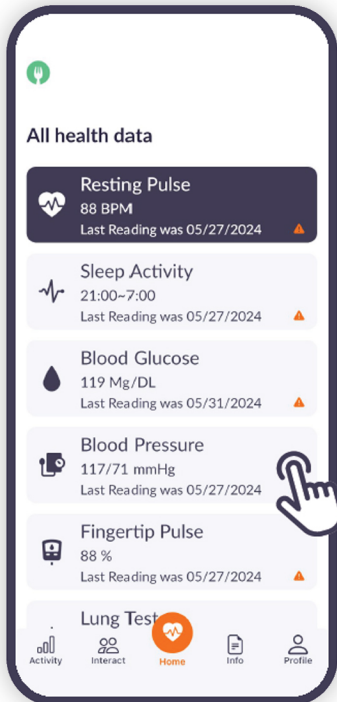 All health data
Resting Pulse
88 BPM
Last Reading was 05/27/2024
Sleep Activity
21:00~7:00
Last Reading was 05/27/2024
Blood Glucose
119 Mg/DL
Last Reading was 05/31/2024
Blood Pressure
117/71 mmHg
Last Reading was 05/27/2024
Fingertip Pulse
88 %
Last Reading was 05/27/2024
Lung Test
Activity
Interact
Home
Info
Profile